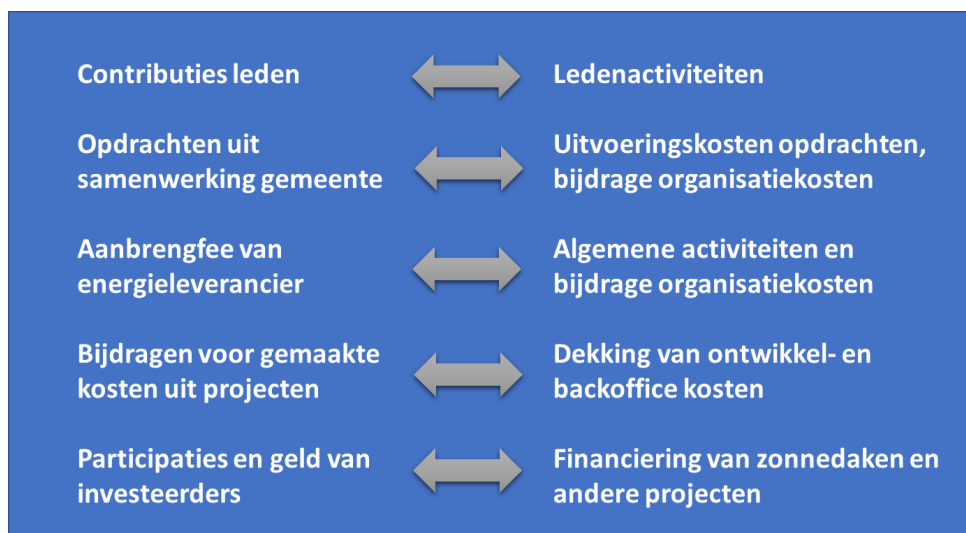 Contributies leden
Ledenactiviteiten
Opdrachten uit
samenwerking gemeente
Uitvoeringskosten opdrachten,
bijdrage organisatiekosten
Aanbrengfee van
energieleverancier
Algemene activiteiten en
bijdrage organisatiekosten
Bijdragen voor gemaakte
kosten uit projecten
Dekking van ontwikkel- en
backoffice kosten
Participaties en geld van
investeerders
Financiering van zonnedaken en
andere projecten